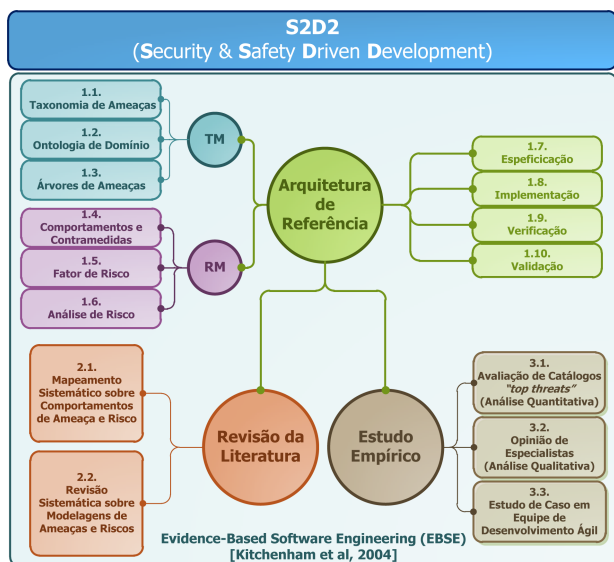 S2D2
(Security & Safety Driven Development)
1.1.
Taxonomia de Ameaças
1.2.
Ontologia de Domínio
1.3.
Árvores de Ameaças
TM
1.4.
Comportamentos e
Contramedidas
1.5.
Fator de Risco
1.6.
Análise de Risco
RM
Arquitetura
de
Referência
1.7.
Espeficicação
1.8.
Implementação
1.9.
Verificação
1.10.
Validação
2.1.
Mapeamento
Sistemático sobre
Comportamentos
de Ameaça e Risco
2.2.
Revisão
Sistemática sobre
Modelagens de
Ameaças e Riscos
Revisão da
Literatura
Estudo
Empírico
3.1.
Avaliação de Catálogos
"top threats"
(Análise Quantitativa)
3.2.
Opinião de
Especialistas
(Análise Qualitativa)
3.3.
Estudo de Caso em
Equipe de
Desenvolvimento Ágil
Evidence-Based Software Engineering (EBSE)
[Kitchenham et al, 2004]